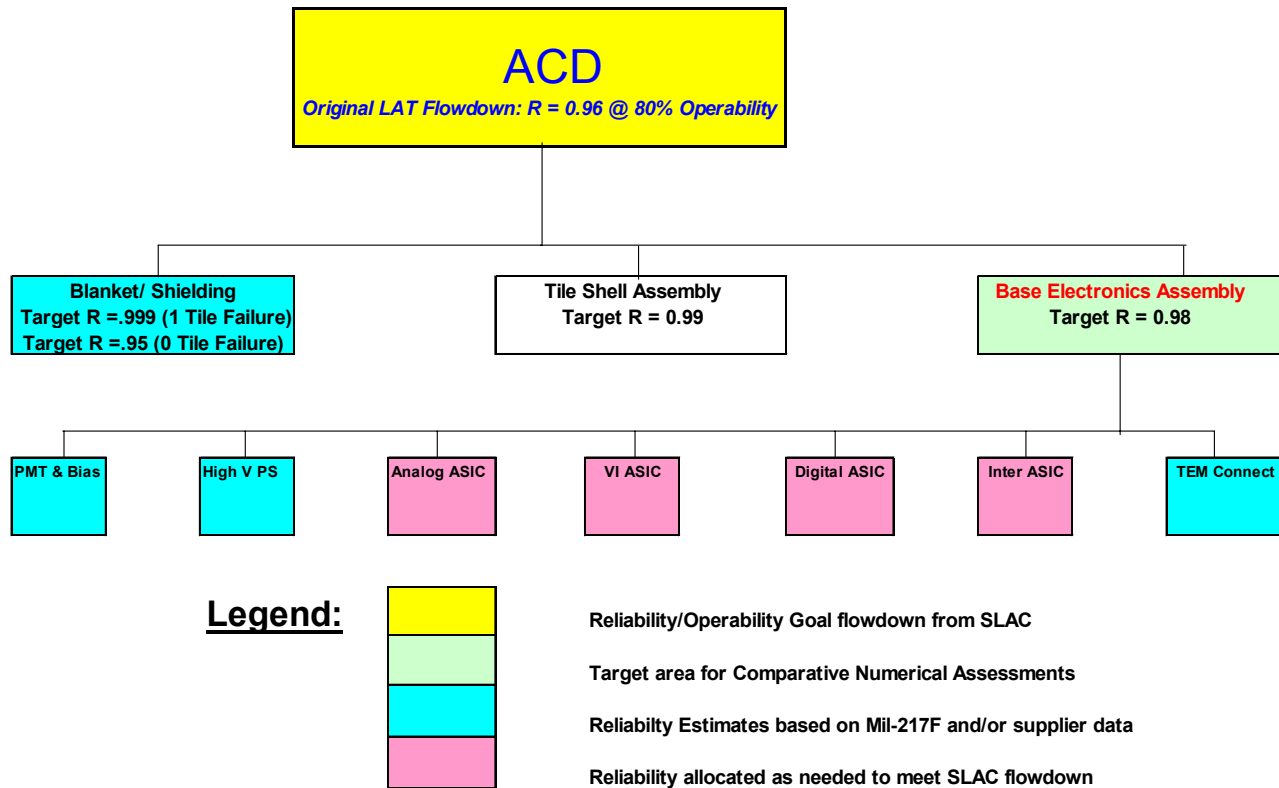 ACD
Original LAT Flowdown: R = 0.96 @ 80% Operability
Blanket/ Shielding
Target R =.999 (1 Tile Failure)
Target R =.95 (0 Tile Failure)
Tile Shell Assembly
Target R = 0.99
Base Electronics Assembly
Target R = 0.98
PMT & Bias
High V PS
Analog ASIC
VI ASIC
Digital ASIC
Inter ASIC
TEM Connect
Legend:
Reliability/Operability Goal flowdown from SLAC
Target area for Comparative Numerical Assessments
Reliabilty Estimates based on Mil-217F and/or supplier data
Reliability allocated as needed to meet SLAC flowdown